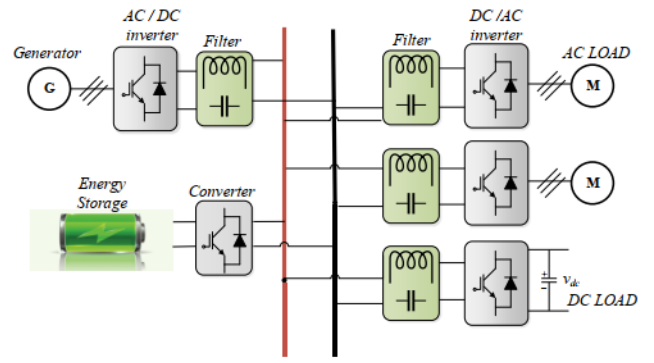 AC / DC
inverter
Filter
Generator
G
Filter
DC /AC
inverter
AC LOAD
M
Energy
Storage
Converter
M
v_dc
DC LOAD
+
−